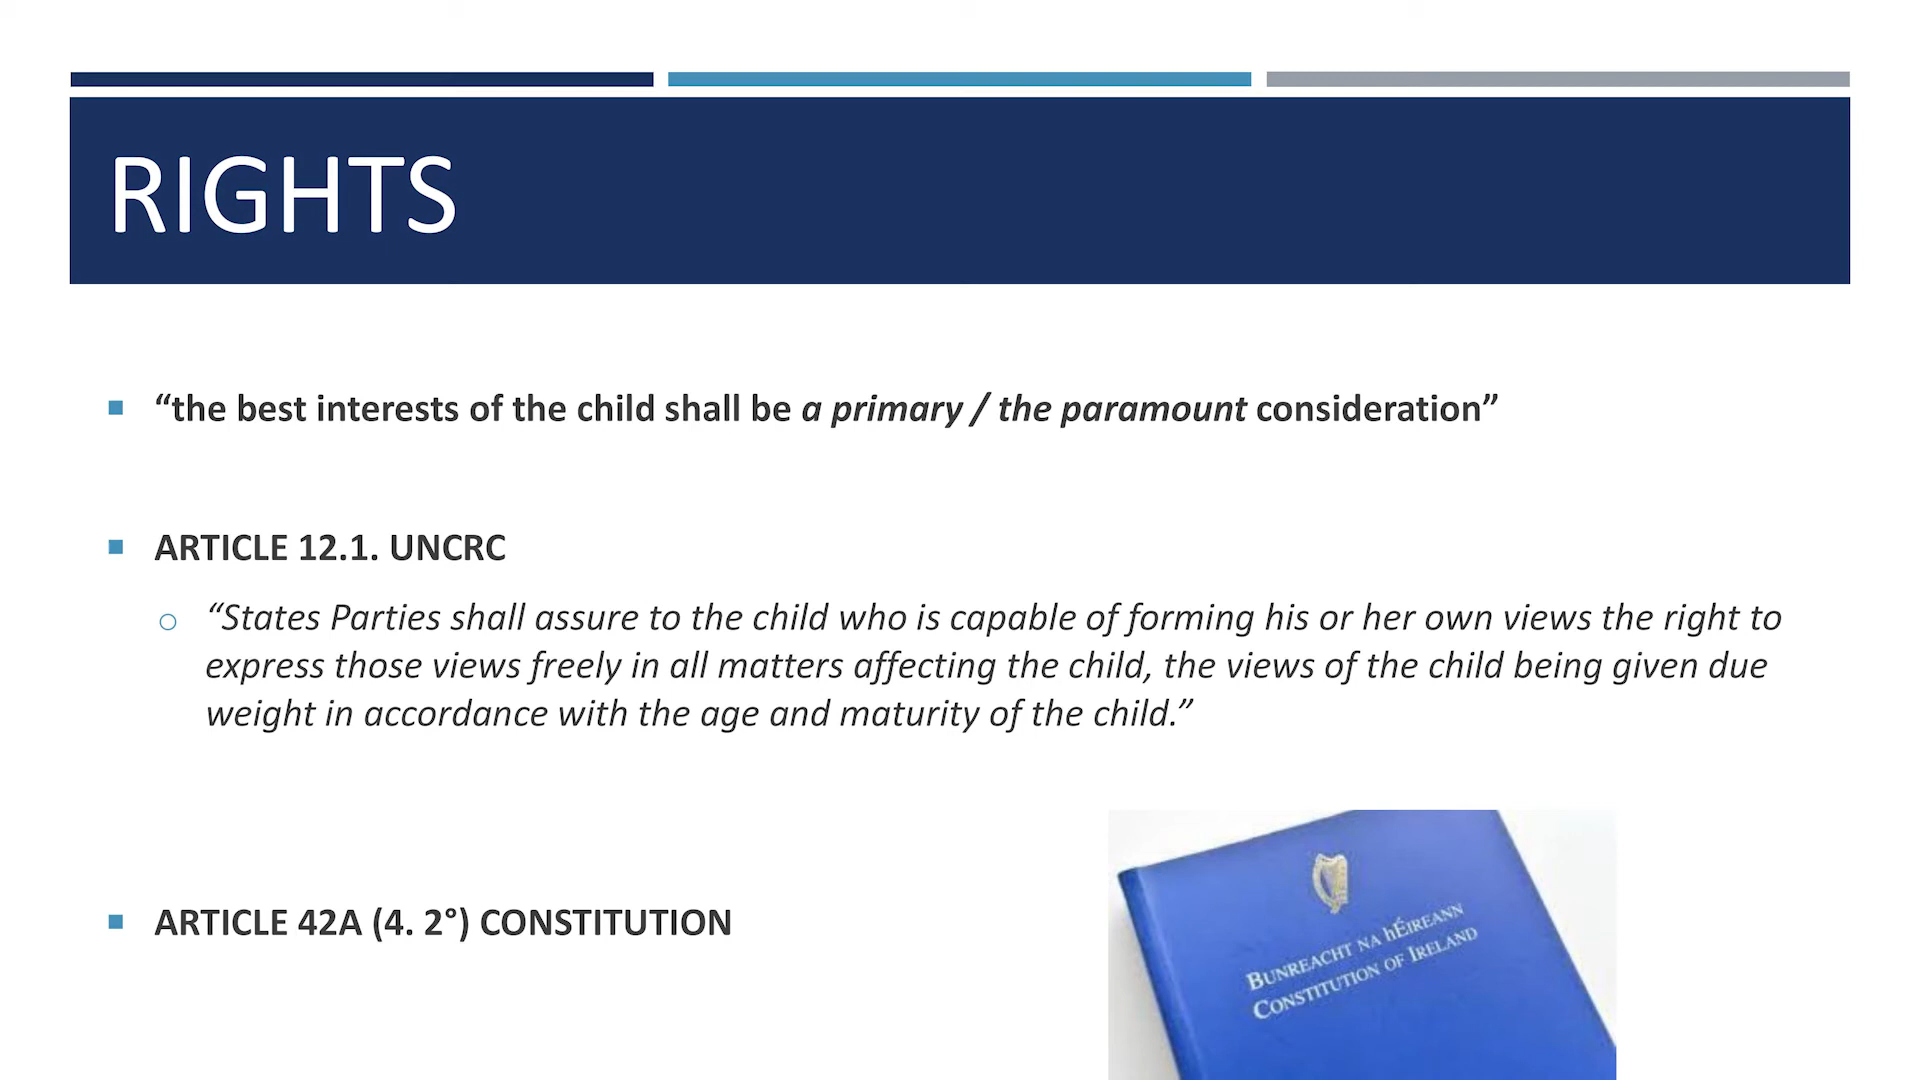 RIGHTS
“the best interests of the child shall be a primary / the paramount consideration”
ARTICLE 12.1. UNCRC
“States Parties shall assure to the child who is capable of forming his or her own views the right to
express those views freely in all matters affecting the child, the views of the child being given due
weight in accordance with the age and maturity of the child.”
ARTICLE 42A (4. 2°) CONSTITUTION
BUNREACHT NA hÉIREANN
CONSTITUTION OF IRELAND